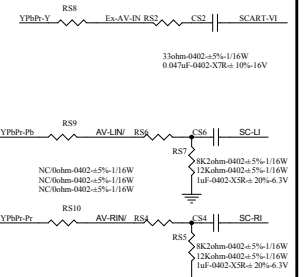 RS8
YPbPr-Y Ex-AV-IN RS2 CS2 SCART-VI
33ohm-0402-±5%-1/16W
0.047uF-0402-X7R-±10%-16V
RS9
YPbPr-Pb AV-LIN/ RS6 CS6 SC-LI
RS7
8K2ohm-0402-±5%-1/16W
NC/0ohm-0402-±5%-1/16W 12Kohm-0402-±5%-1/16W
NC/0ohm-0402-±5%-1/16W 1uF-0402-X5R-±20%-6.3V
NC/0ohm-0402-±5%-1/16W
RS10
YPbPr-Pr AV-RIN/ RS4 CS4 SC-RI
RS5
8K2ohm-0402-±5%-1/16W
12Kohm-0402-±5%-1/16W
1uF-0402-X5R-±20%-6.3V